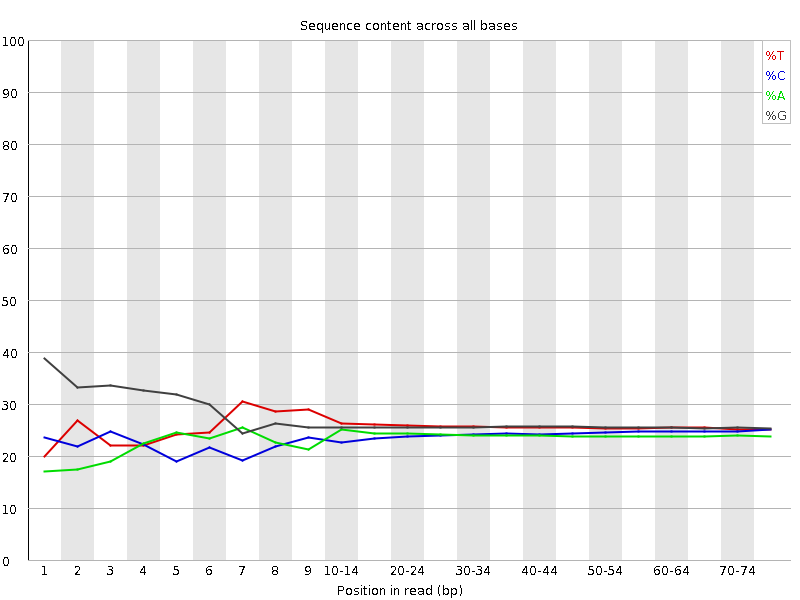 Sequence content across all bases
100
90
80
70
60
50
40
30
20
10
0
%T
%C
%A
%G
1 2 3 4 5 6 7 8 9 10-14 20-24 30-34 40-44 50-54 60-64 70-74
Position in read (bp)